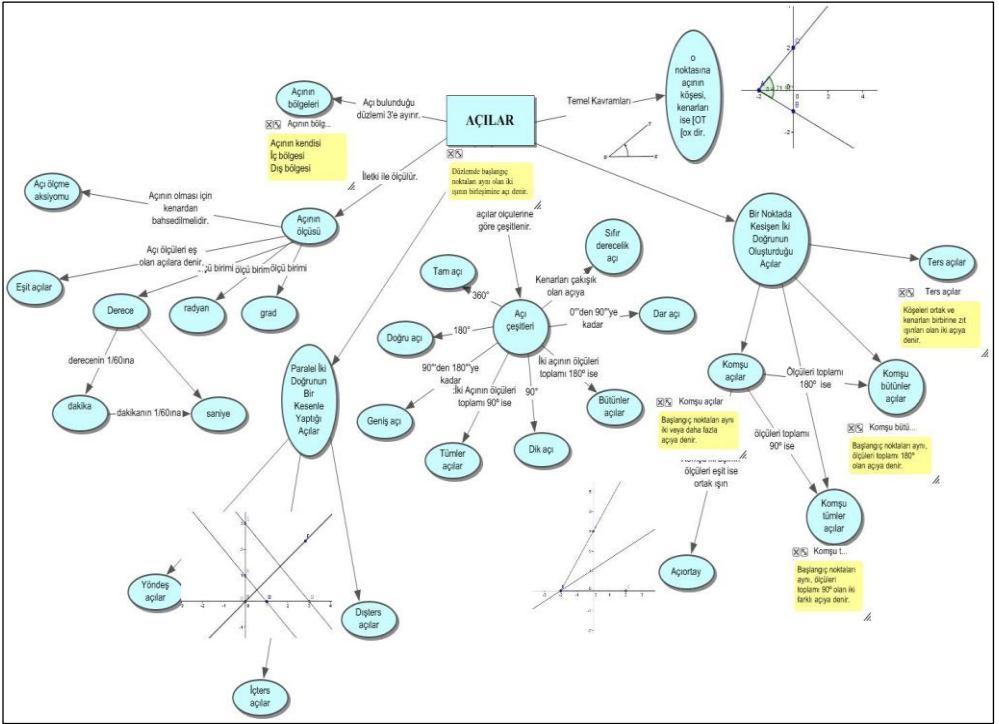 AÇILAR
Düzlemde başlangıç
noktaları aynı olan iki
ışının birleşimine açı denir.
Temel Kavramları
O
noktasına
açının
köşesi,
kenarları
ise [OT
[ox dir.
Açı bulunduğu
düzlemi 3'e ayırır.
Açının
bölgeleri
Açının bölg...
Açının kendisi
İç bölgesi
Dış bölgesi
İletki ile ölçülür.
Açının
ölçüsü
Açının olması için
kenardan
bahsedilmelidir.
Açı ölçme
aksiyomu
Açı ölçüleri eş
olan açılara denir.
Eşit açılar
ölçü birimi
ölçü birimi
Derece
radyan
grad
derecenin 1/60ına
dakika
dakikanın 1/60ına
saniye
Paralel İki
Doğrunun
Bir
Kesenle
Yaptığı
Açılar
Yöndeş
açılar
İçters
açılar
Dışters
açılar
açılar ölçülerine
göre çeşitlenir.
Açı
çeşitleri
Kenarları çakışık
olan açıya
Sıfır
derecelik
açı
360°
Tam açı
180°
Doğru açı
0°'den 90°'ye
kadar
Dar açı
90°'den 180°'ye
kadar
Geniş açı
İki Açının ölçüleri
toplamı 90° ise
Tümler
açılar
90°
Dik açı
İki açının ölçüleri
toplamı 180° ise
Bütünler
açılar
Bir Noktada
Kesişen İki
Doğrunun
Oluşturduğu
Açılar
Ters açılar
Ters açılar
Köşeleri ortak ve
kenarları birbirine zıt
ışınları olan iki açıya
denir.
Komşu
açılar
Komşu açılar
Başlangıç noktaları aynı
iki veya daha fazla
açıya denir.
Ölçüleri toplamı
180° ise
Komşu
bütünler
açılar
Komşu bütü...
Başlangıç noktaları aynı,
ölçüleri toplamı 180°
olan açıya denir.
ölçüleri toplamı
90° ise
Komşu
tümler
açılar
Komşu t...
Başlangıç noktaları
aynı, ölçüleri
toplamı 90° olan iki
farklı açıya denir.
ölçüleri eşit ise
ortak ışın
Açıortay